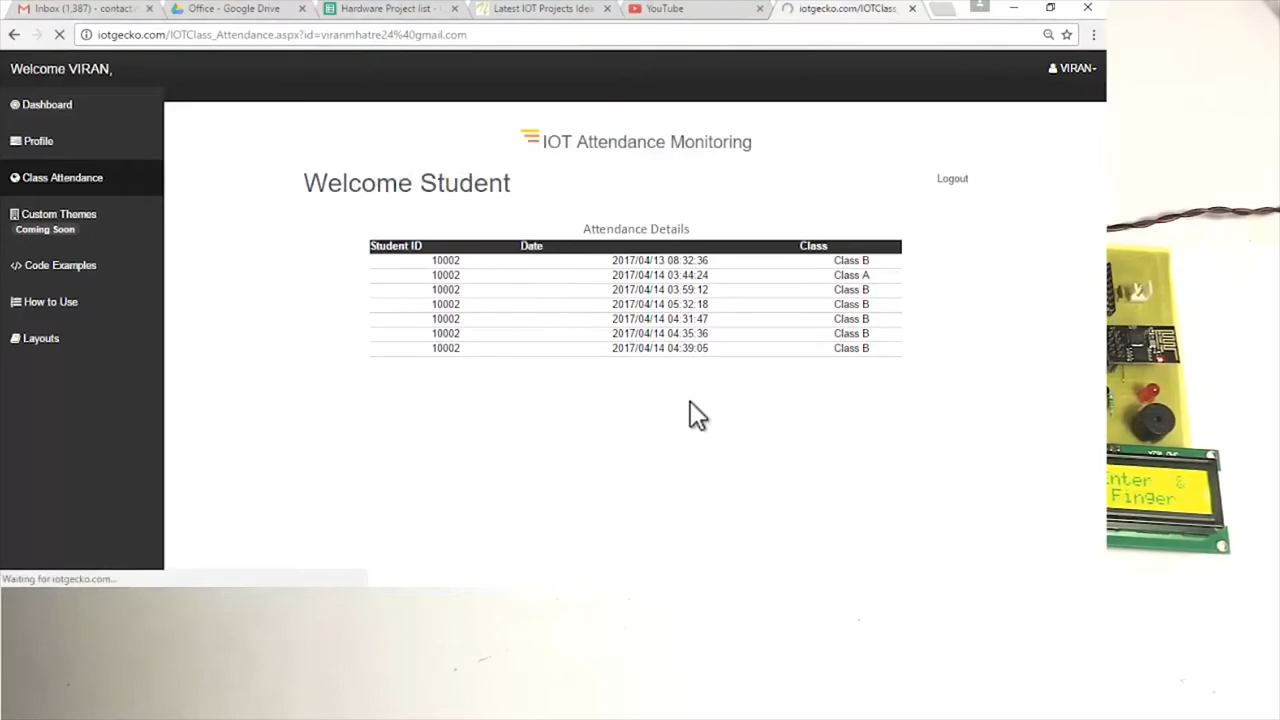 Inbox (1,387) - contact
Office - Google Drive
Hardware Project list -
Latest IOT Projects Idea
YouTube
iotgecko.com/IOTClass_
iotgecko.com/IOTClass_Attendance.aspx?id=viranmhatre24%40gmail.com
Welcome VIRAN,
VIRAN
Dashboard
Profile
Class Attendance
Custom Themes
Coming Soon
</> Code Examples
How to Use
Layouts
IOT Attendance Monitoring
Welcome Student
Logout
Attendance Details
Student ID Date Class
10002 2017/04/13 08:32:36 Class B
10002 2017/04/14 03:44:24 Class A
10002 2017/04/14 03:59:12 Class B
10002 2017/04/14 05:32:18 Class B
10002 2017/04/14 04:31:47 Class B
10002 2017/04/14 04:35:36 Class B
10002 2017/04/14 04:39:05 Class B
Waiting for iotgecko.com...
Enter
Finger